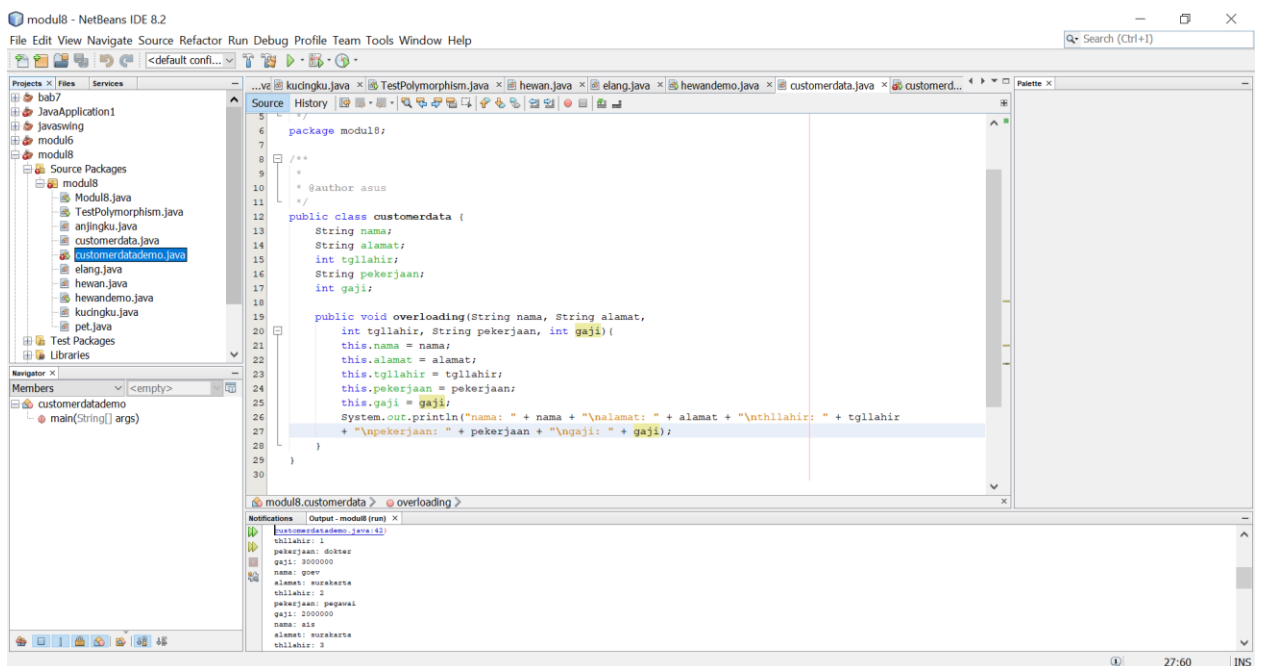 modul8 - NetBeans IDE 8.2
File Edit View Navigate Source Refactor Run Debug Profile Team Tools Window Help
Search (Ctrl+I)
<default confi...
Projects Files Services
bab7
JavaApplication1
javaswing
modul6
modul8
Source Packages
modul8
Modul8.java
TestPolymorphism.java
anjingku.java
customerdata.java
customerdatademo.java
elang.java
hewan.java
hewandemo.java
kucingku.java
pet.java
Test Packages
Libraries
Navigator
Members <empty>
customerdatademo
main(String[] args)
...va kucingku.java TestPolymorphism.java hewan.java elang.java hewandemo.java customerdata.java customerd...
Source History
5 */
6 package modul8;
7
8 /**
9 *
10 * @author asus
11 */
12 public class customerdata {
13 String nama;
14 String alamat;
15 int tgllahir;
16 String pekerjaan;
17 int gaji;
18
19 public void overloading(String nama, String alamat,
20 int tgllahir, String pekerjaan, int gaji){
21 this.nama = nama;
22 this.alamat = alamat;
23 this.tgllahir = tgllahir;
24 this.pekerjaan = pekerjaan;
25 this.gaji = gaji;
26 System.out.println("nama: " + nama + "\nalamat: " + alamat + "\nthllahir: " + tgllahir
27 + "\npekerjaan: " + pekerjaan + "\ngaji: " + gaji);
28 }
29 }
30
modul8.customerdata overloading
Notifications Output - modul8 (run)
customerdatademo.java:42)
thllahir: 1
pekerjaan: dokter
gaji: 3000000
nama: goev
alamat: surakarta
thllahir: 2
pekerjaan: pegawai
gaji: 2000000
nama: ais
alamat: surakarta
thllahir: 3
Palette
27:60 INS